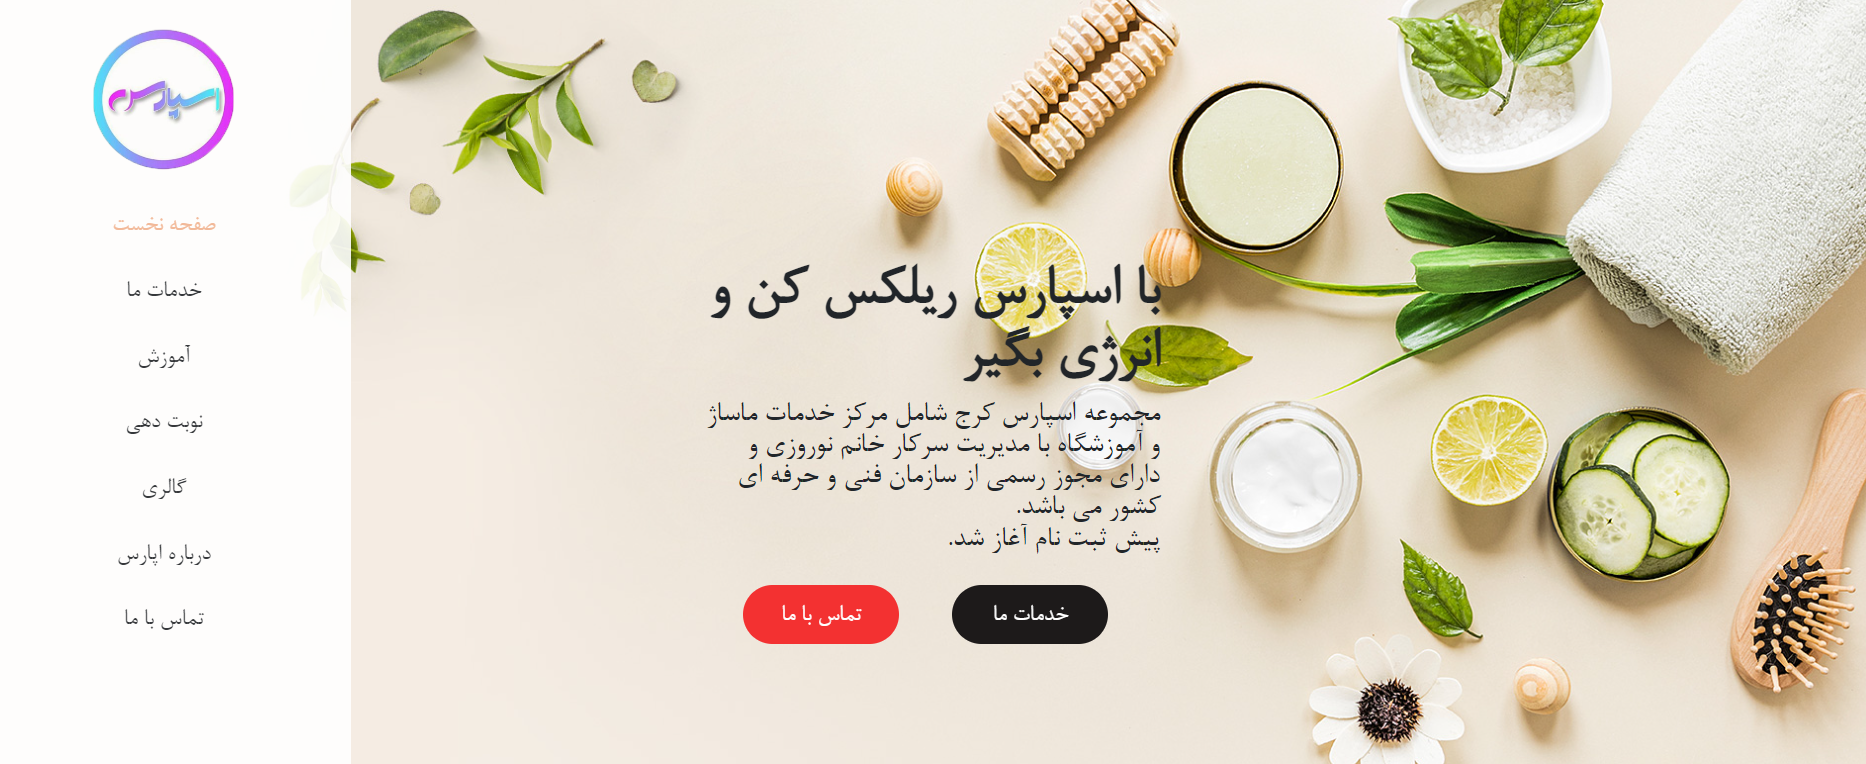 اسپارس
صفحه نخست
خدمات ما
آموزش
نوبت دهی
گالری
درباره اپارس
تماس با ما
با اسپارس ریلکس کن و
انرژی بگیر
مجموعه اسپارس کرج شامل مرکز خدمات ماساژ
و آموزشگاه با مدیریت سرکار خانم نوروزی و
دارای مجوز رسمی از سازمان فنی و حرفه ای
کشور می باشد.
پیش ثبت نام آغاز شد.
خدمات ما
تماس با ما